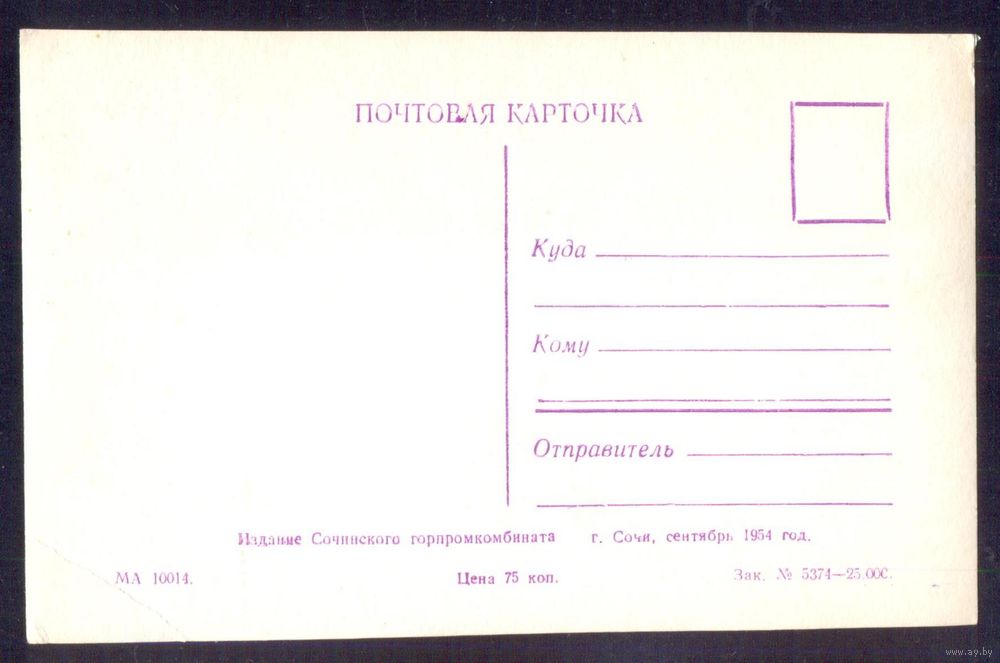 ПОЧТОВАЯ КАРТОЧКА
Куда
Кому
Отправитель
Издание Сочинского горпромкомбината г. Сочи, сентябрь 1954 год.
МА 10014. Цена 75 коп. Зак. № 5374—25.000.
www.ay.by